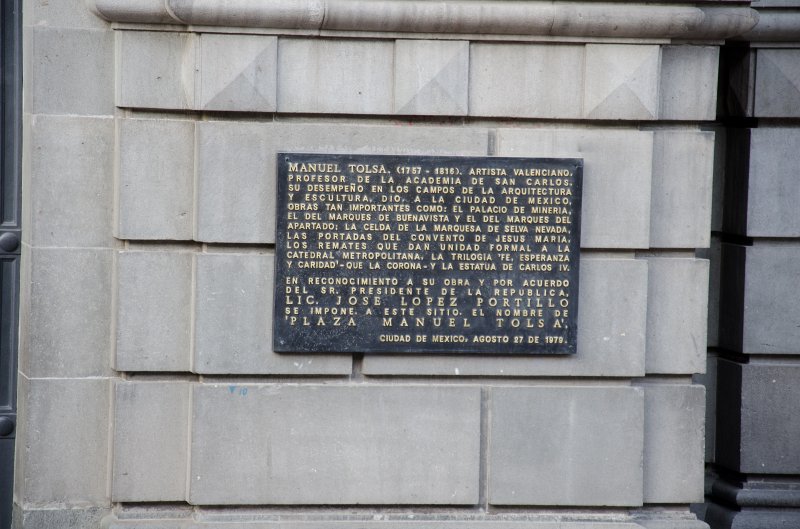 MANUEL TOLSA, (1757 - 1816), ARTISTA VALENCIANO,
PROFESOR DE LA ACADEMIA DE SAN CARLOS.
SU DESEMPEÑO EN LOS CAMPOS DE LA ARQUITECTURA
Y ESCULTURA, DIO, A LA CIUDAD DE MEXICO,
OBRAS TAN IMPORTANTES COMO: EL PALACIO DE MINERIA,
EL DEL MARQUES DE BUENAVISTA Y EL DEL MARQUES DEL
APARTADO; LA CELDA DE LA MARQUESA DE SELVA NEVADA,
LAS PORTADAS DEL CONVENTO DE JESUS MARIA,
LOS REMATES QUE DAN UNIDAD FORMAL A LA
CATEDRAL METROPOLITANA, LA TRILOGIA "FE, ESPERANZA
Y CARIDAD"-QUE LA CORONA-Y LA ESTATUA DE CARLOS IV.
EN RECONOCIMIENTO A SU OBRA Y POR ACUERDO
DEL SR. PRESIDENTE DE LA REPUBLICA,
LIC. JOSE LOPEZ PORTILLO
SE IMPONE, A ESTE SITIO, EL NOMBRE DE
"PLAZA MANUEL TOLSA".
CIUDAD DE MEXICO, AGOSTO 27 DE 1979.